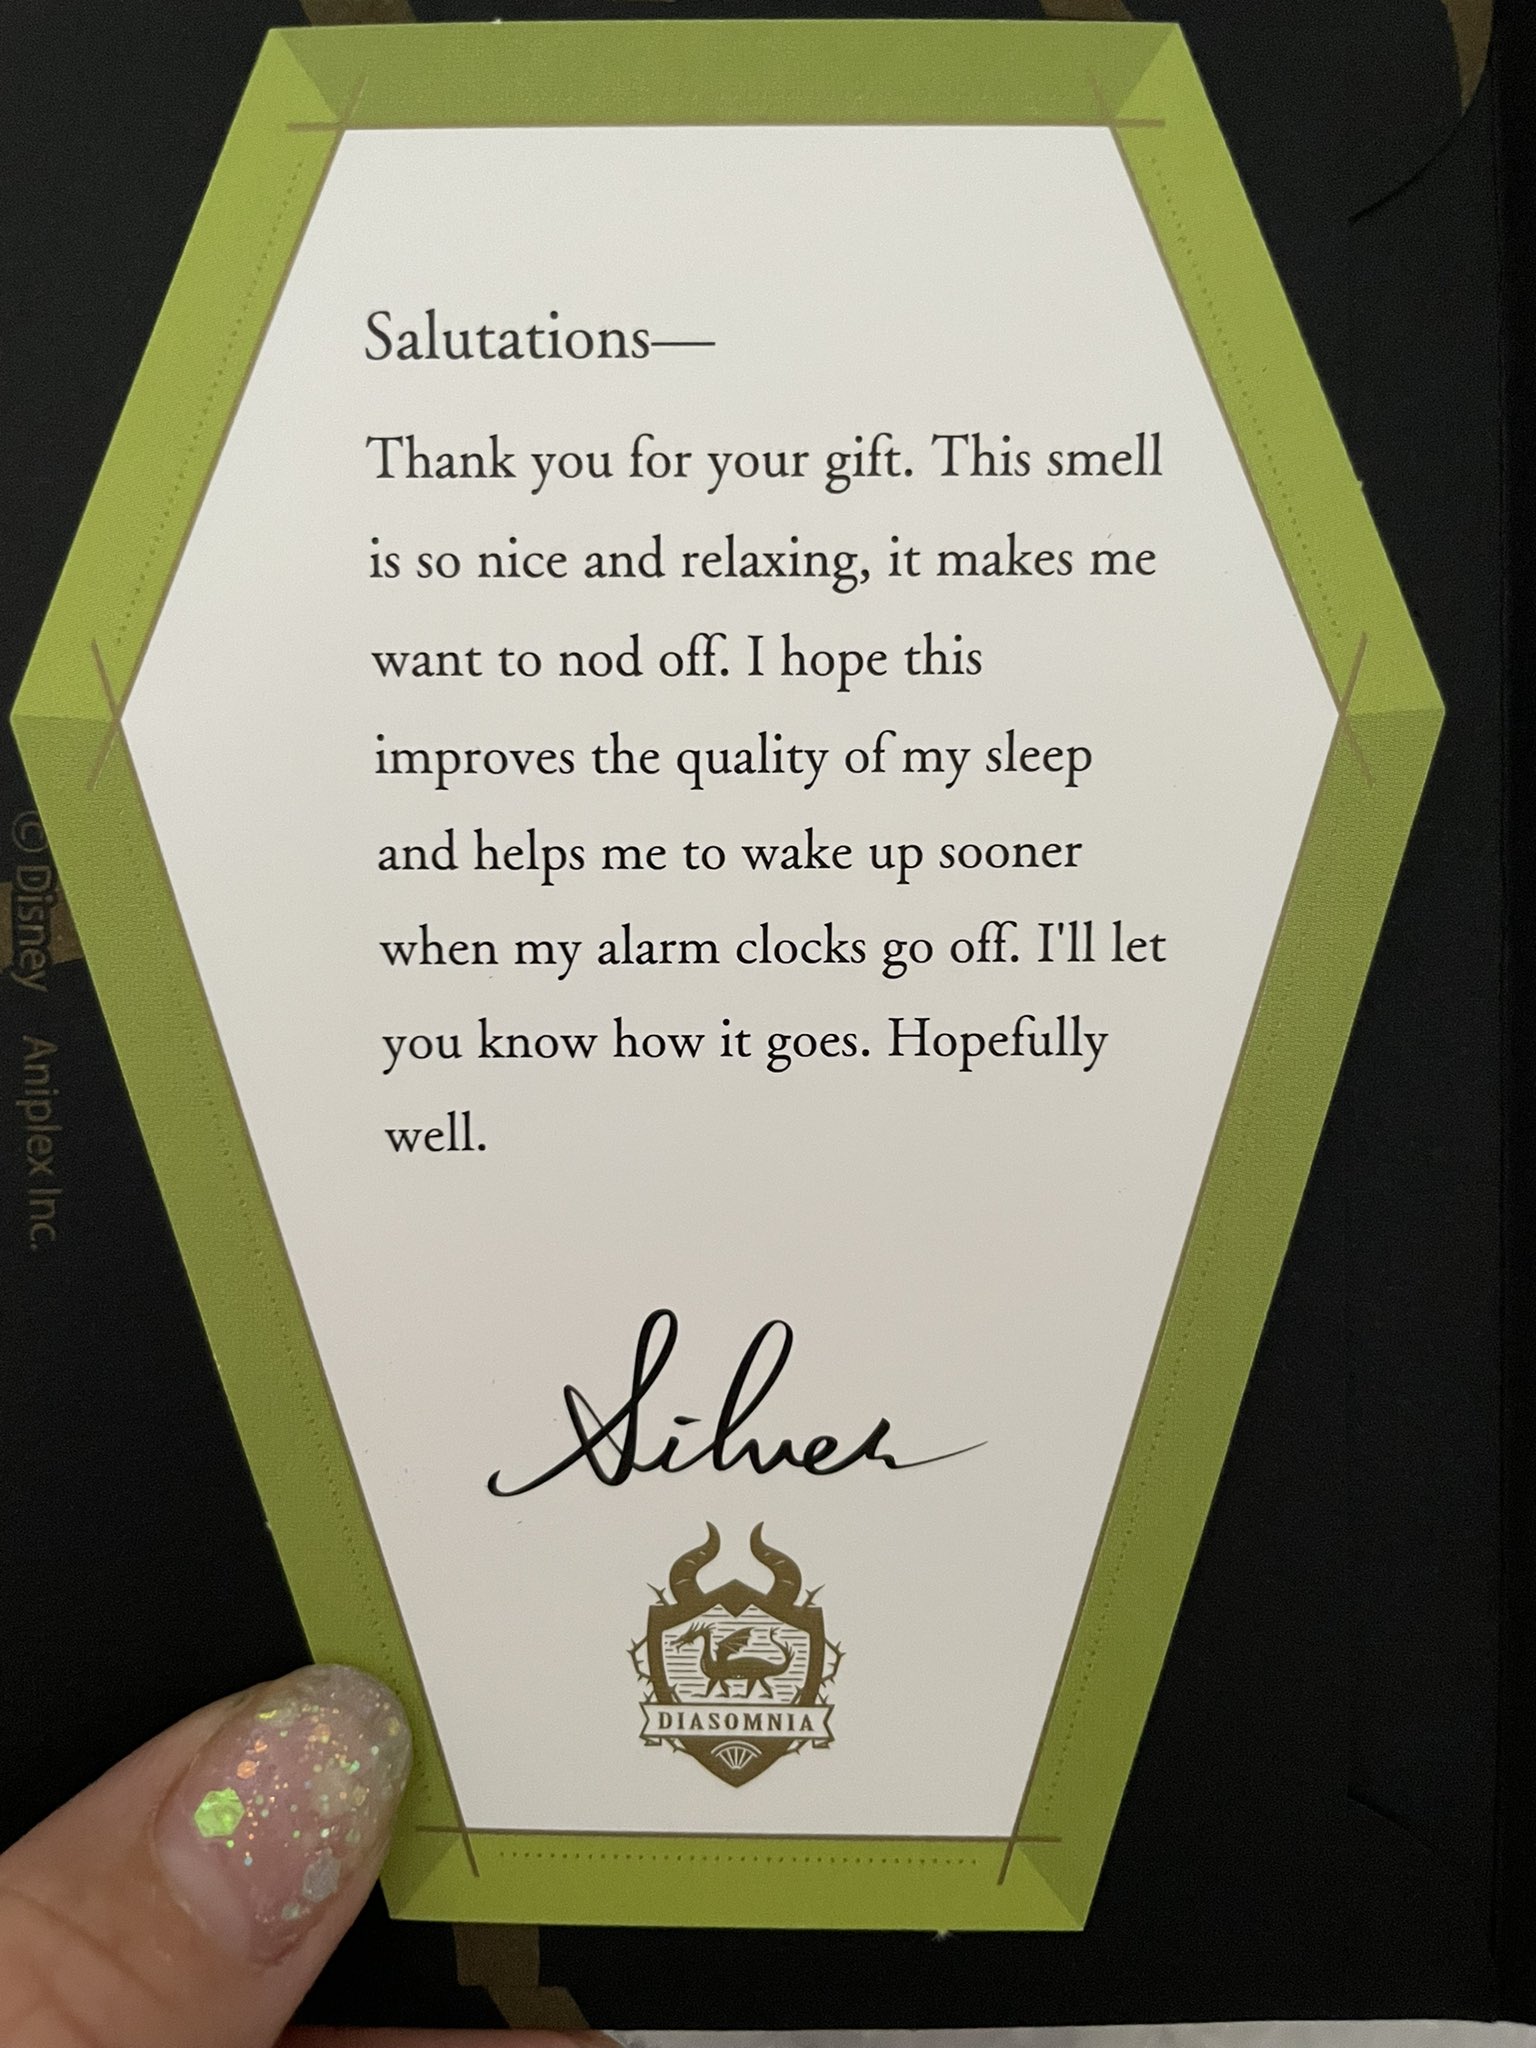 Salutations—
Thank you for your gift. This smell
is so nice and relaxing, it makes me
want to nod off. I hope this
improves the quality of my sleep
and helps me to wake up sooner
when my alarm clocks go off. I'll let
you know how it goes. Hopefully
well.
Silver
DIASOMNIA
© Disney Aniplex Inc.